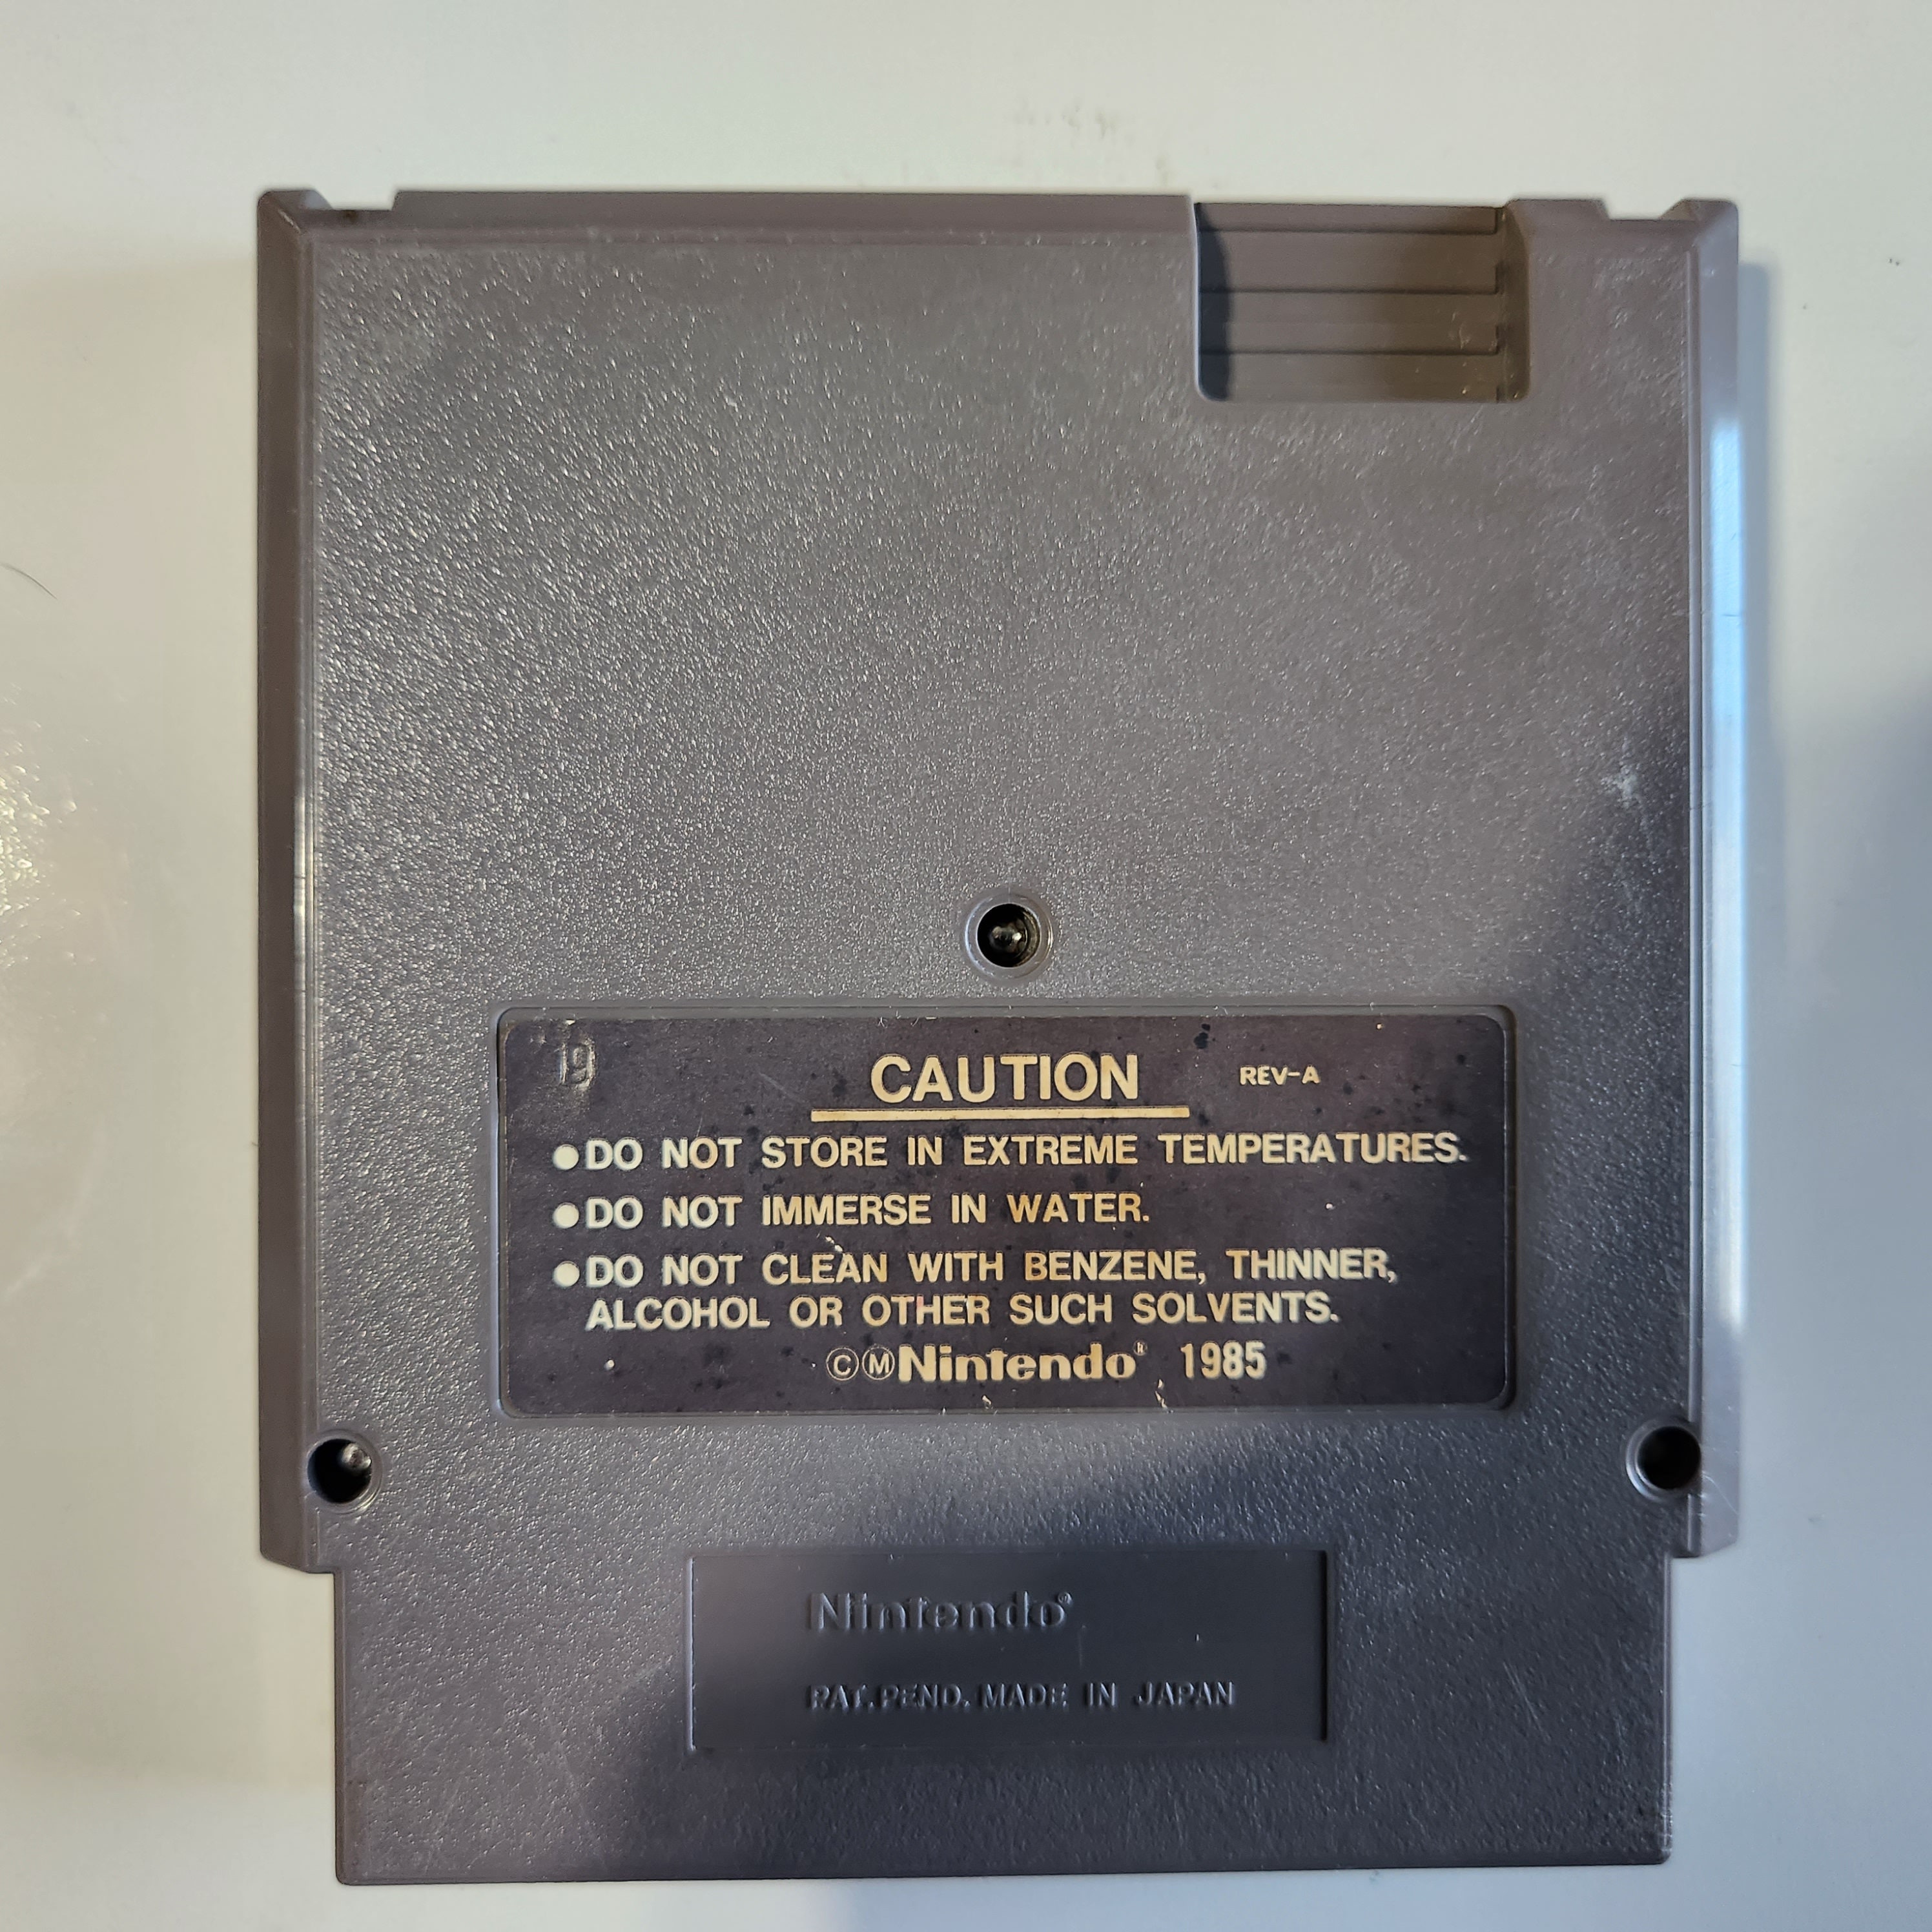 19
CAUTION REV-A
●DO NOT STORE IN EXTREME TEMPERATURES.
●DO NOT IMMERSE IN WATER.
●DO NOT CLEAN WITH BENZENE, THINNER,
ALCOHOL OR OTHER SUCH SOLVENTS.
©ⓂNintendo® 1985
Nintendo®
PAT. PEND. MADE IN JAPAN